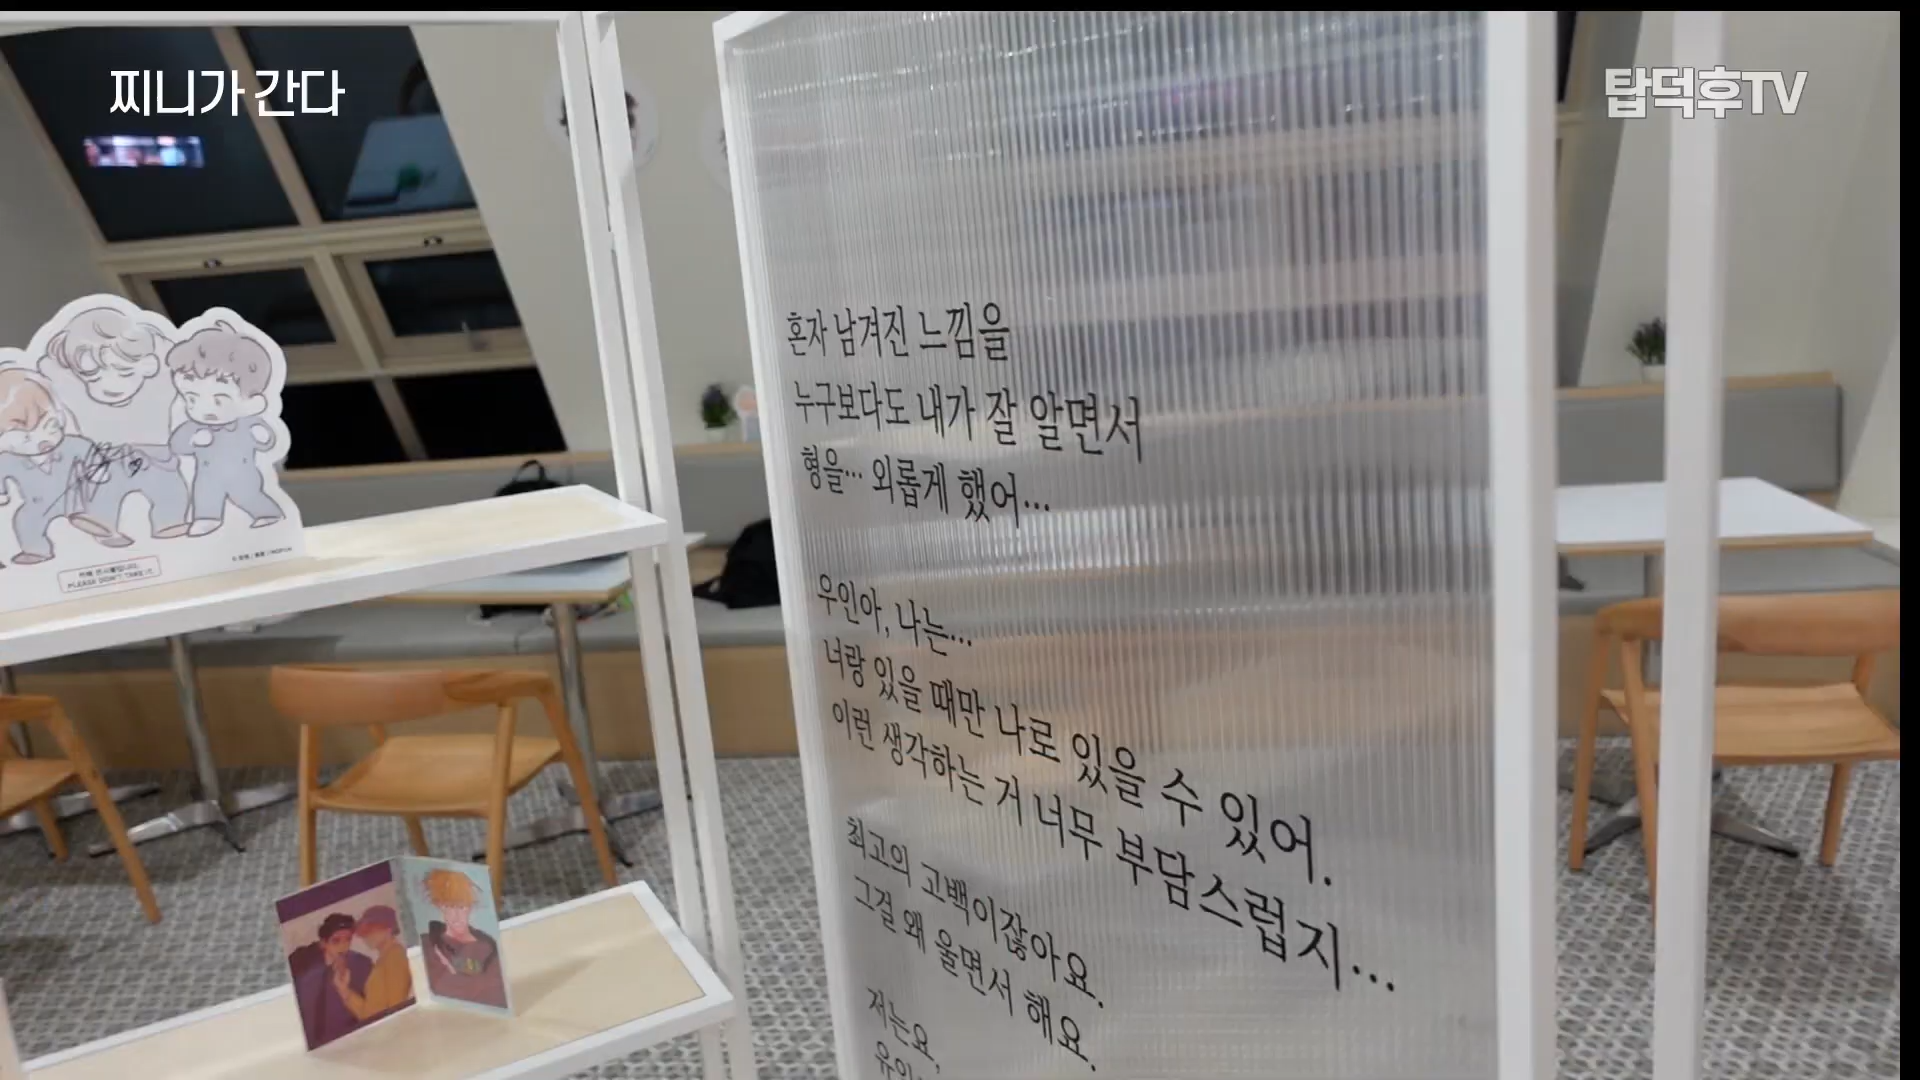 찌니가 간다
탑덕후TV
혼자 남겨진 느낌을
누구보다도 내가 잘 알면서
형을… 외롭게 했어…
우인아, 나는…
너랑 있을 때만 나로 있을 수 있어.
이런 생각하는 거 너무 부담스럽지…
최고의 고백이잖아요.
그걸 왜 울면서 해요.
저는요,
PLEASE DON'T TAKE IT.